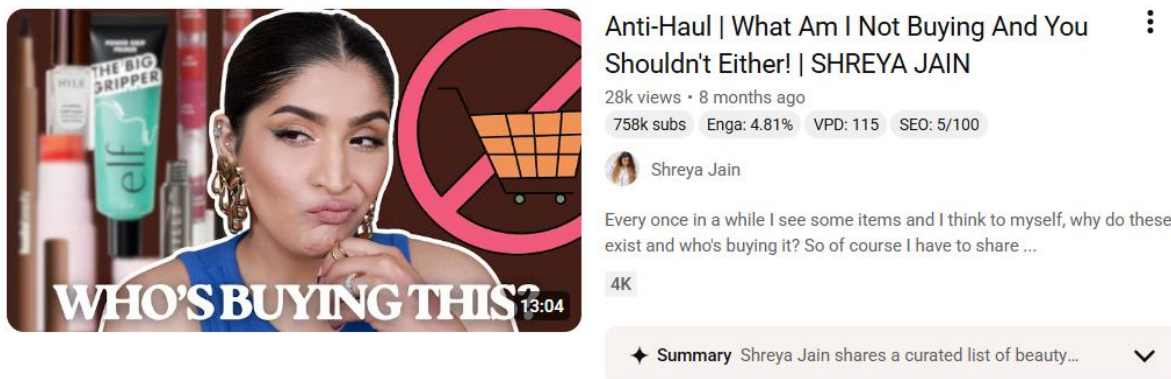 POWER GRIP
PRIMER
THE BIG
GRIPPER
HYLE
elf
WHO'S BUYING THIS?
13:04
Anti-Haul | What Am I Not Buying And You
Shouldn't Either! | SHREYA JAIN
28k views • 8 months ago
758k subs Enga: 4.81% VPD: 115 SEO: 5/100
Shreya Jain
Every once in a while I see some items and I think to myself, why do these
exist and who's buying it? So of course I have to share ...
4K
Summary Shreya Jain shares a curated list of beauty...